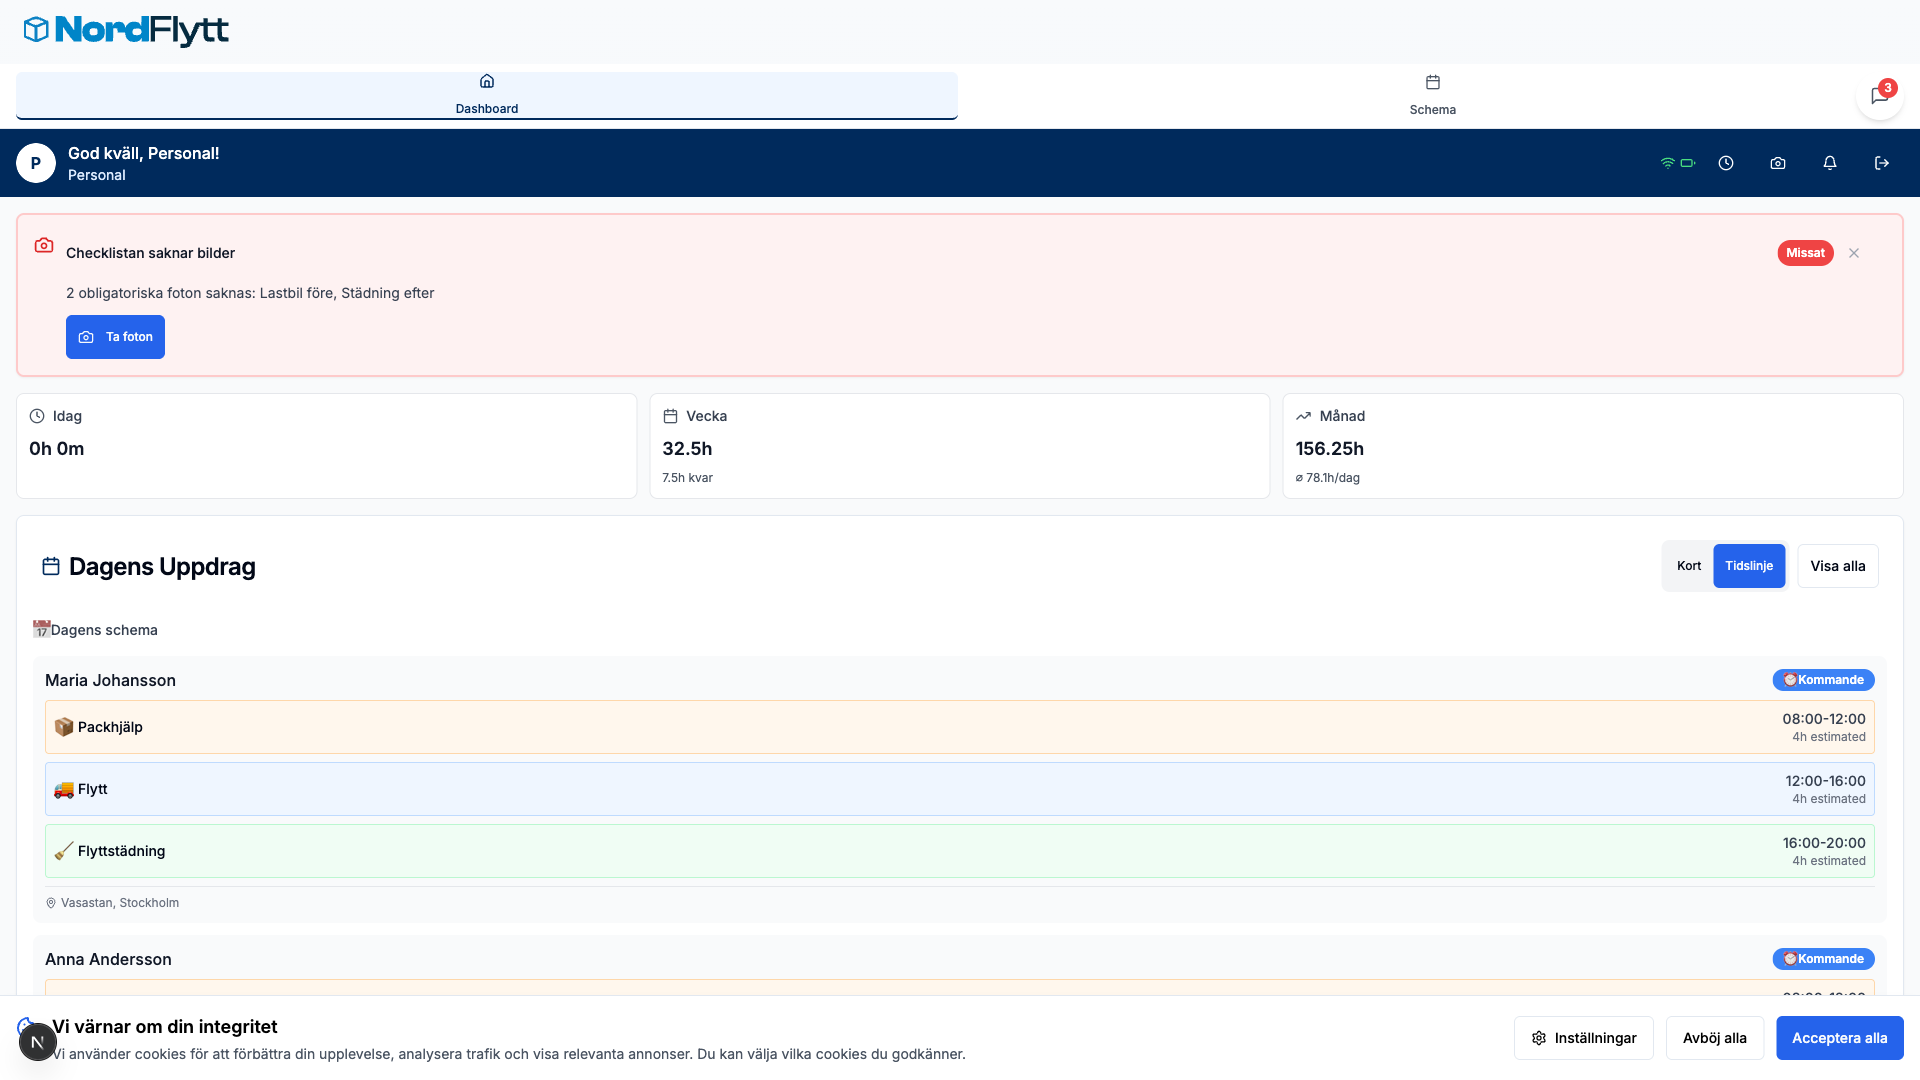 NordFlytt
Dashboard
Schema
3
P
God kväll, Personal!
Personal
Checklistan saknar bilder
Missat
2 obligatoriska foton saknas: Lastbil före, Städning efter
Ta foton
Idag
0h 0m
Vecka
32.5h
7.5h kvar
Månad
156.25h
⌀ 78.1h/dag
Dagens Uppdrag
Kort
Tidslinje
Visa alla
17 Dagens schema
Maria Johansson
Kommande
Packhjälp
08:00-12:00
4h estimated
Flytt
12:00-16:00
4h estimated
Flyttstädning
16:00-20:00
4h estimated
Vasastan, Stockholm
Anna Andersson
Kommande
Vi värnar om din integritet
N
Vi använder cookies för att förbättra din upplevelse, analysera trafik och visa relevanta annonser. Du kan välja vilka cookies du godkänner.
Inställningar
Avböj alla
Acceptera alla